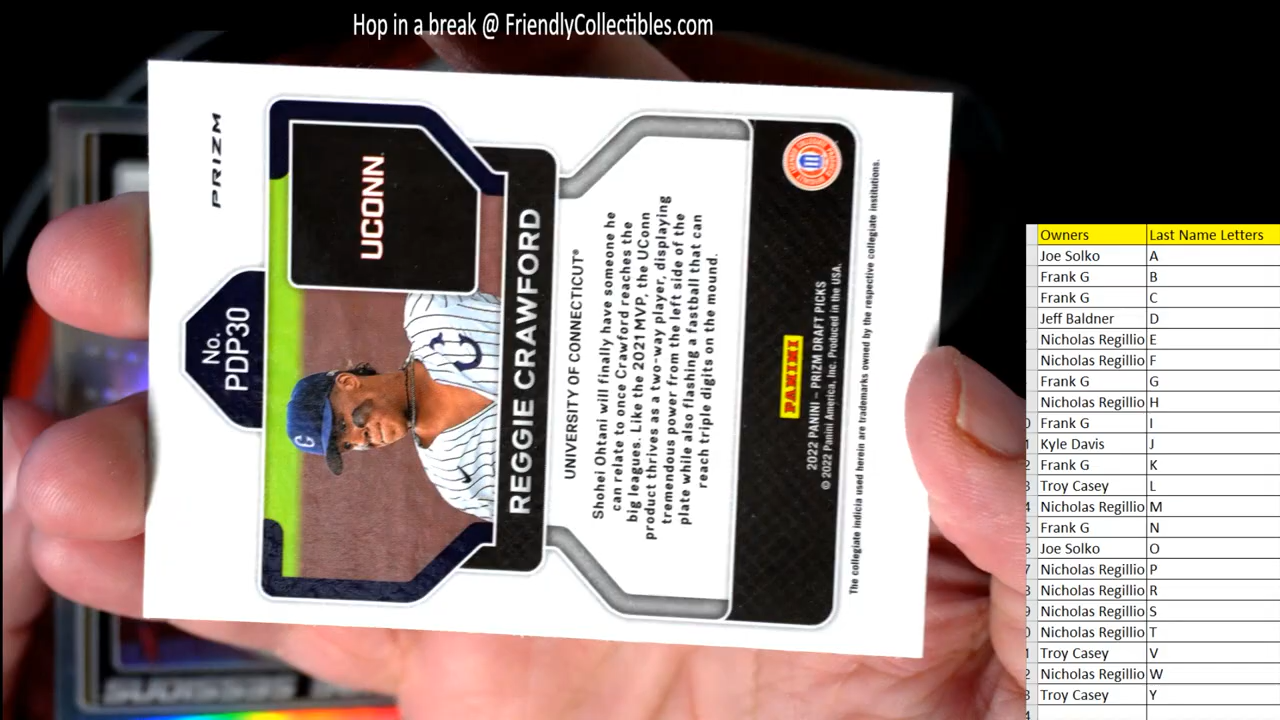 Hop in a break @ FriendlyCollectibles.com
PRIZM
No.
PDP30
UCONN
REGGIE CRAWFORD
UNIVERSITY OF CONNECTICUT®
Shohei Ohtani will finally have someone he
can relate to once Crawford reaches the
big leagues. Like the 2021 MVP, the UConn
product thrives as a two-way player, displaying
tremendous power from the left side of the
plate while also flashing a fastball that can
reach triple digits on the mound.
PANINI
2022 PANINI – PRIZM DRAFT PICKS
© 2022 Panini America, Inc. Produced in the USA.
The collegiate indicia used herein are trademarks owned by the respective collegiate institutions.
Owners Last Name Letters
Joe Solko A
Frank G B
Frank G C
Jeff Baldner D
Nicholas Regillio E
Nicholas Regillio F
Frank G G
Nicholas Regillio H
Frank G I
Kyle Davis J
Frank G K
Troy Casey L
Nicholas Regillio M
Frank G N
Joe Solko O
Nicholas Regillio P
Nicholas Regillio R
Nicholas Regillio S
Nicholas Regillio T
Troy Casey V
Nicholas Regillio W
Troy Casey Y